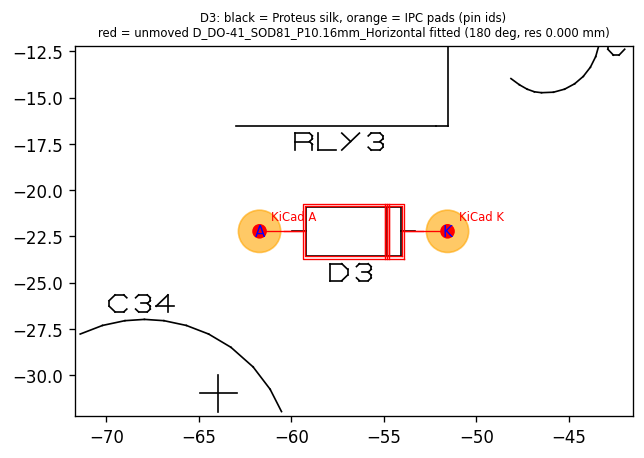 D3: black = Proteus silk, orange = IPC pads (pin ids)
red = unmoved D_DO-41_SOD81_P10.16mm_Horizontal fitted (180 deg, res 0.000 mm)
−12.5
−15.0
RLY3
−17.5
−20.0
KiCad A
KiCad K
A
K
−22.5
D3
−25.0
C34
−27.5
−30.0
−70
−65
−60
−55
−50
−45